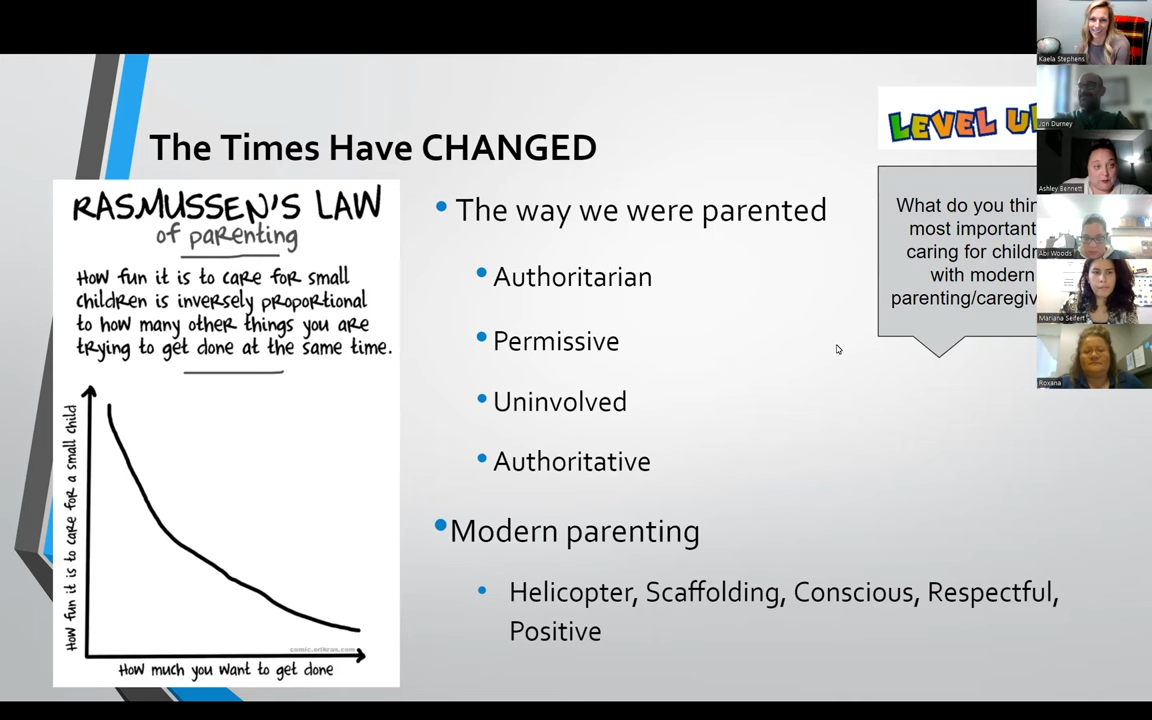 The Times Have CHANGED
RASMUSSEN'S LAW
of parenting
How fun it is to care for small
children is inversely proportional
to how many other things you are
trying to get done at the same time.
How fun it is to care for a small child
comic.orikras.com
How much you want to get done
• The way we were parented
• Authoritarian
• Permissive
• Uninvolved
• Authoritative
• Modern parenting
• Helicopter, Scaffolding, Conscious, Respectful,
Positive
LEVEL U
What do you thin
most important
caring for childr
with modern
parenting/caregiv
Kaela Stephens
Jon Durney
Ashley Bennett
Abi Woods
Mariana Seifert
Roxana